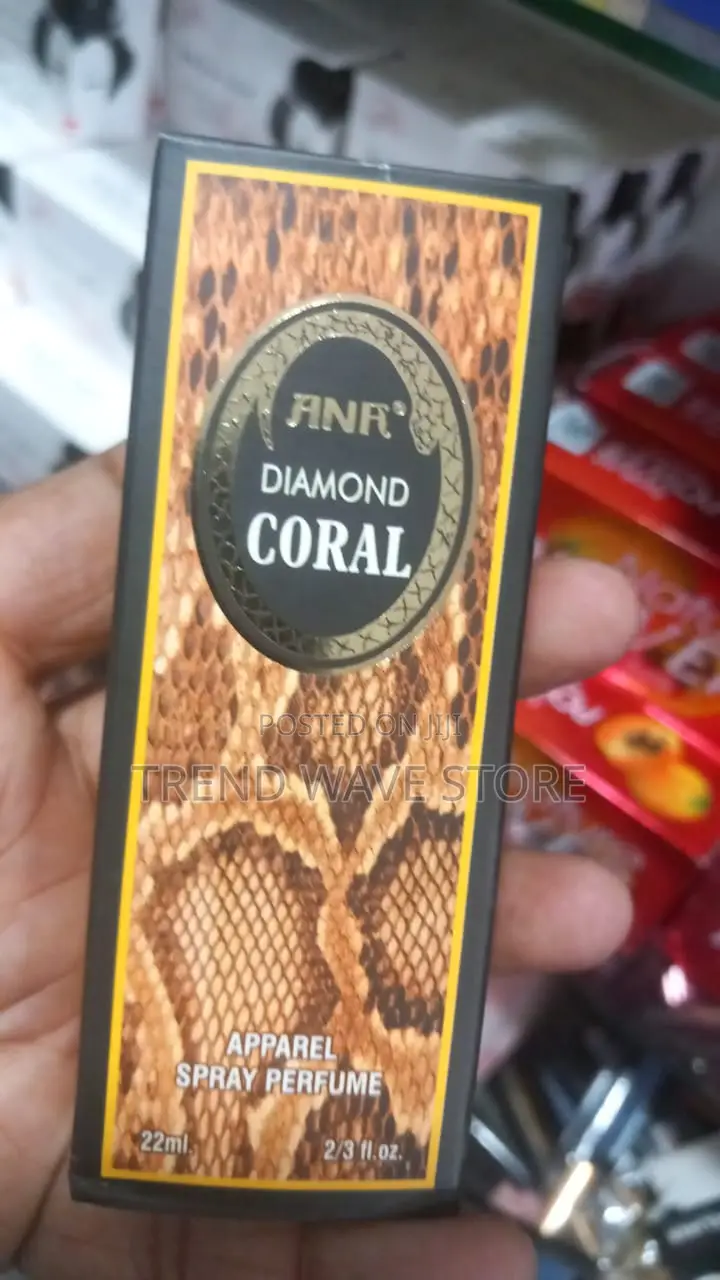 ANA®
DIAMOND
CORAL
POSTED ON JIJI
TREND WAVE STORE
APPAREL
SPRAY PERFUME
22ml.
2/3 fl.oz.